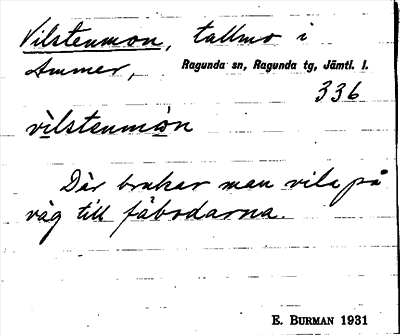 Vilstenmon, tallmo i
Ammer, Ragunda sn, Ragunda tg, Jämtl. l.
336
vìlstenmón
Där brukar man vila på
väg till fäbodarna.
E. BURMAN 1931